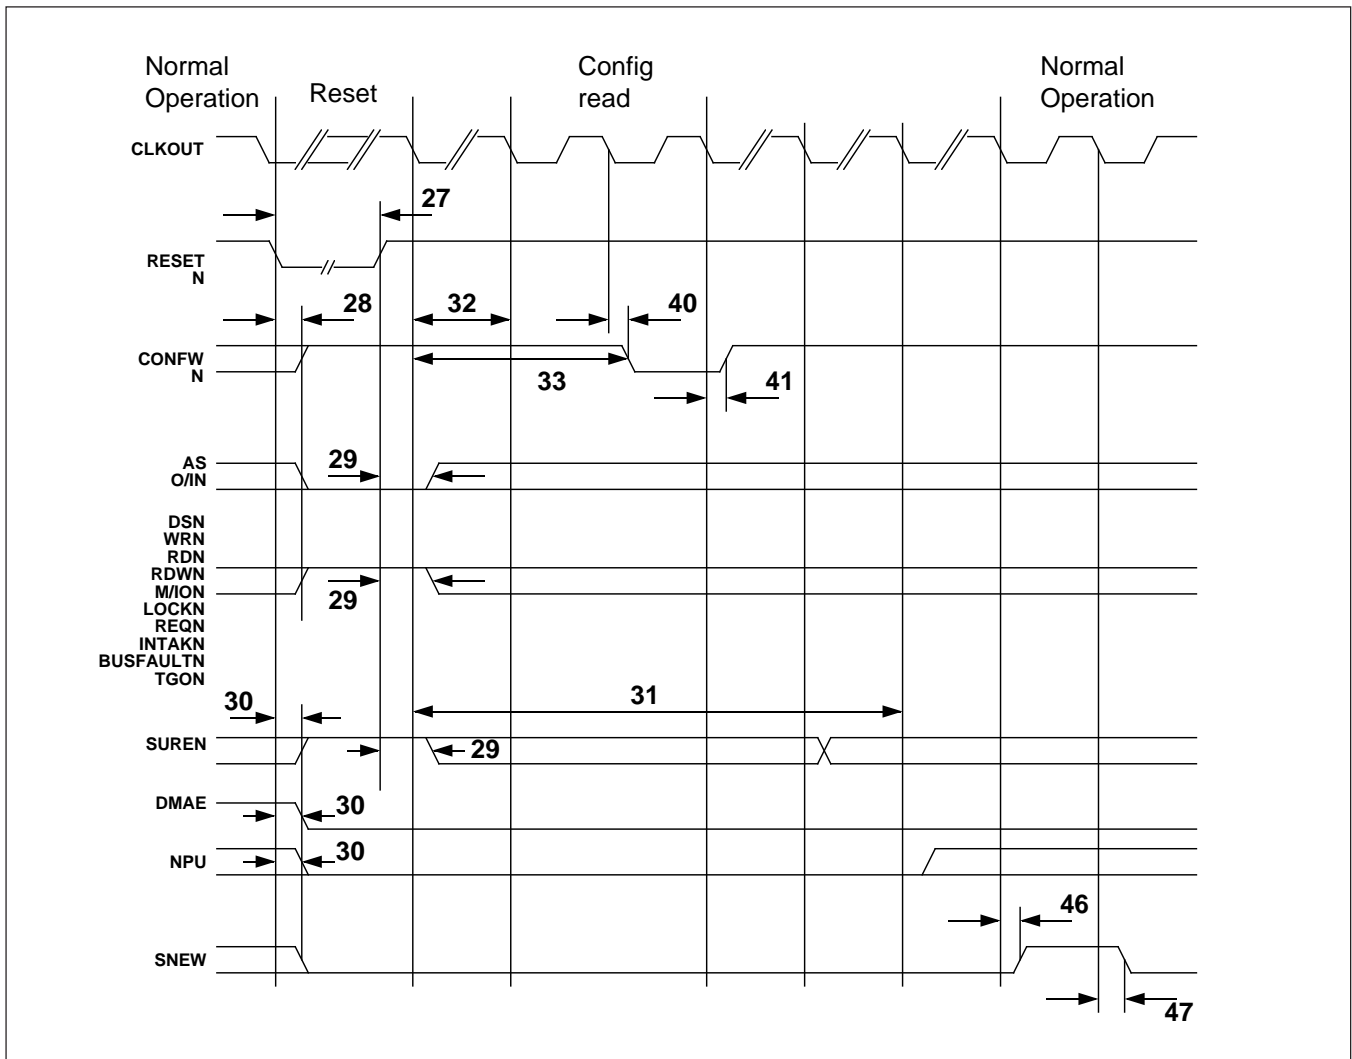 Normal
Operation
Reset
Config
read
Normal
Operation
CLKOUT
27
RESET
N
28
32
40
CONFW
N
33
41
AS
O/IN
29
DSN
WRN
RDN
RDWN
M/ION
LOCKN
REQN
INTAKN
BUSFAULTN
TGON
29
30
31
SUREN
29
DMAE
30
NPU
30
46
SNEW
47